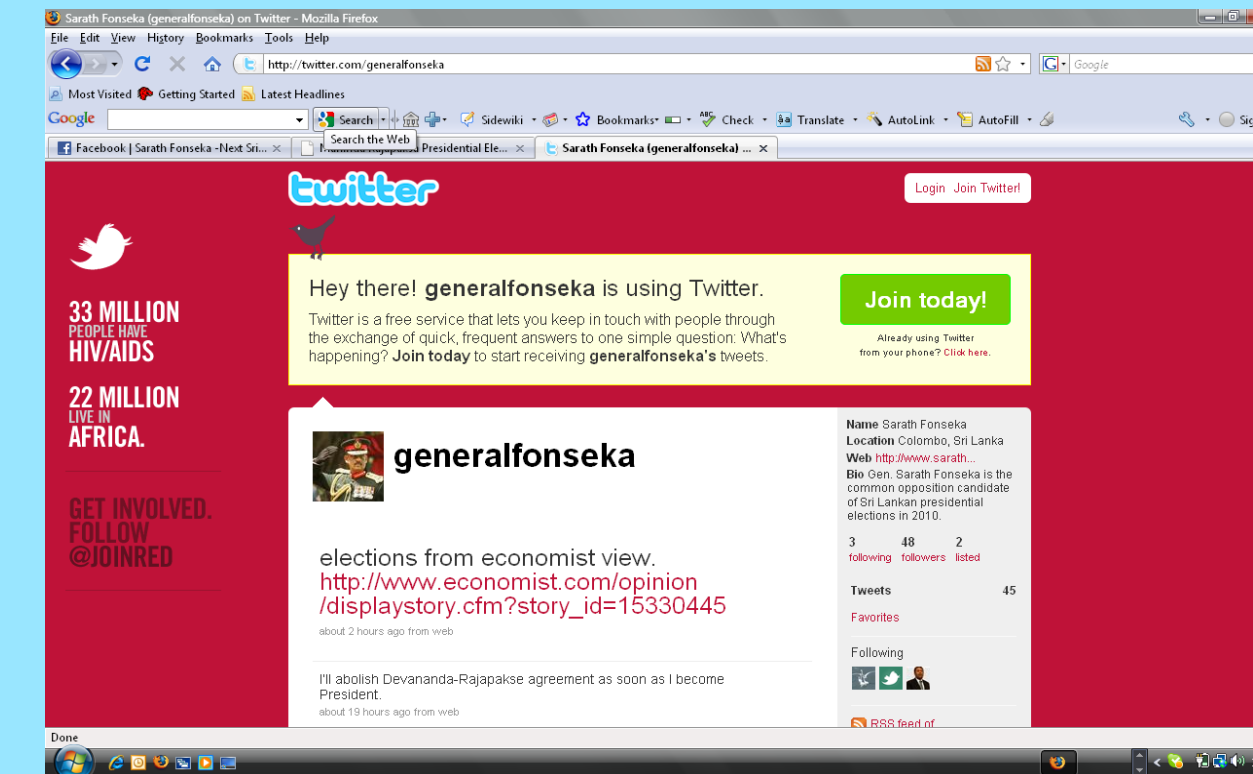 Sarath Fonseka (generalfonseka) on Twitter - Mozilla Firefox
File Edit View History Bookmarks Tools Help
http://twitter.com/generalfonseka
G Google
Most Visited Getting Started Latest Headlines
Google Search Sidewiki Bookmarks ABC Check Translate AutoLink AutoFill
Search the Web
Facebook | Sarath Fonseka -Next Sri... Presidential Ele... Sarath Fonseka (generalfonseka) ...
twitter
Login Join Twitter!
33 MILLION
PEOPLE HAVE
HIV/AIDS
22 MILLION
LIVE IN
AFRICA.
GET INVOLVED.
FOLLOW
@JOINRED
Hey there! generalfonseka is using Twitter.
Twitter is a free service that lets you keep in touch with people through
the exchange of quick, frequent answers to one simple question: What's
happening? Join today to start receiving generalfonseka's tweets.
Join today!
Already using Twitter
from your phone? Click here.
generalfonseka
elections from economist view.
http://www.economist.com/opinion
/displaystory.cfm?story_id=15330445
about 2 hours ago from web
I'll abolish Devananda-Rajapakse agreement as soon as I become
President.
about 19 hours ago from web
Name Sarath Fonseka
Location Colombo, Sri Lanka
Web http://www.sarath...
Bio Gen. Sarath Fonseka is the
common opposition candidate
of Sri Lankan presidential
elections in 2010.
3 48 2
following followers listed
Tweets 45
Favorites
Following
RSS feed of
Done